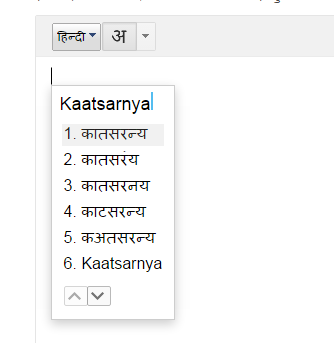 हिन्दी अ
Kaatsarnya
1. कातसरन्य
2. कातसरंय
3. कातसरनय
4. काटसरन्य
5. कअतसरन्य
6. Kaatsarnya